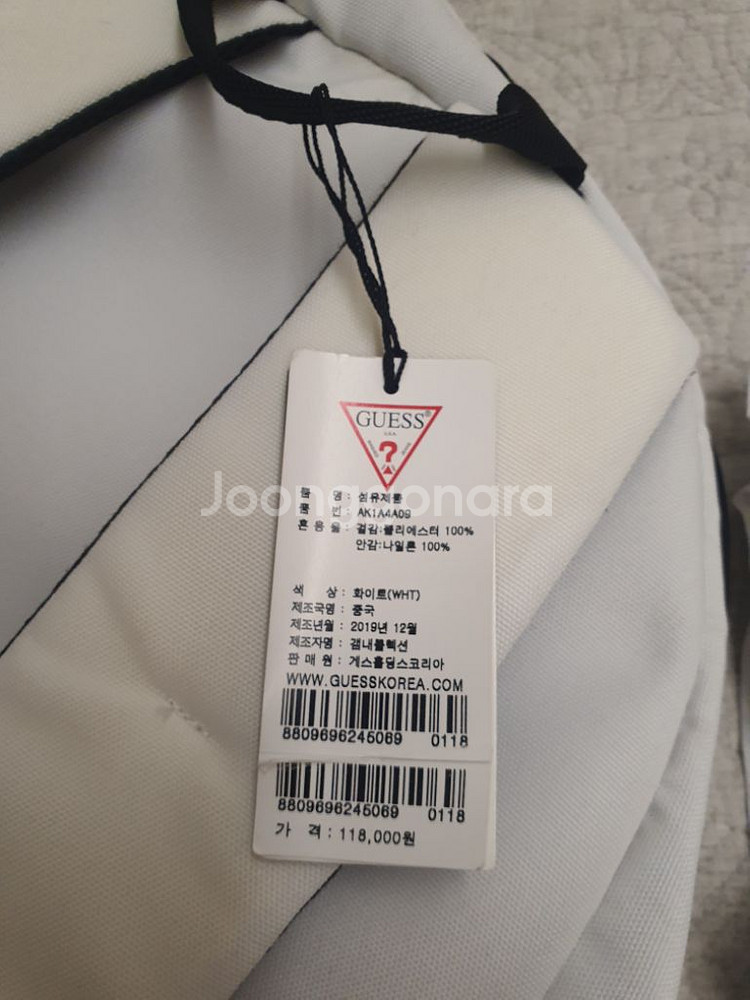 GUESS®
U.S.A.
?
품 명 : 섬유제품
품 번 : AK1A4A09
혼 용 율 : 겉감:폴리에스터 100%
안감:나일론 100%
Joonggonara
색 상 : 화이트(WHT)
제조국명 : 중국
제조년월 : 2019년 12월
제조자명 : 갬내콜렉션
판 매 원 : 게스홀딩스코리아
WWW.GUESSKOREA.COM
8809696245069 0118
8809696245069 0118
가 격 : 118,000원